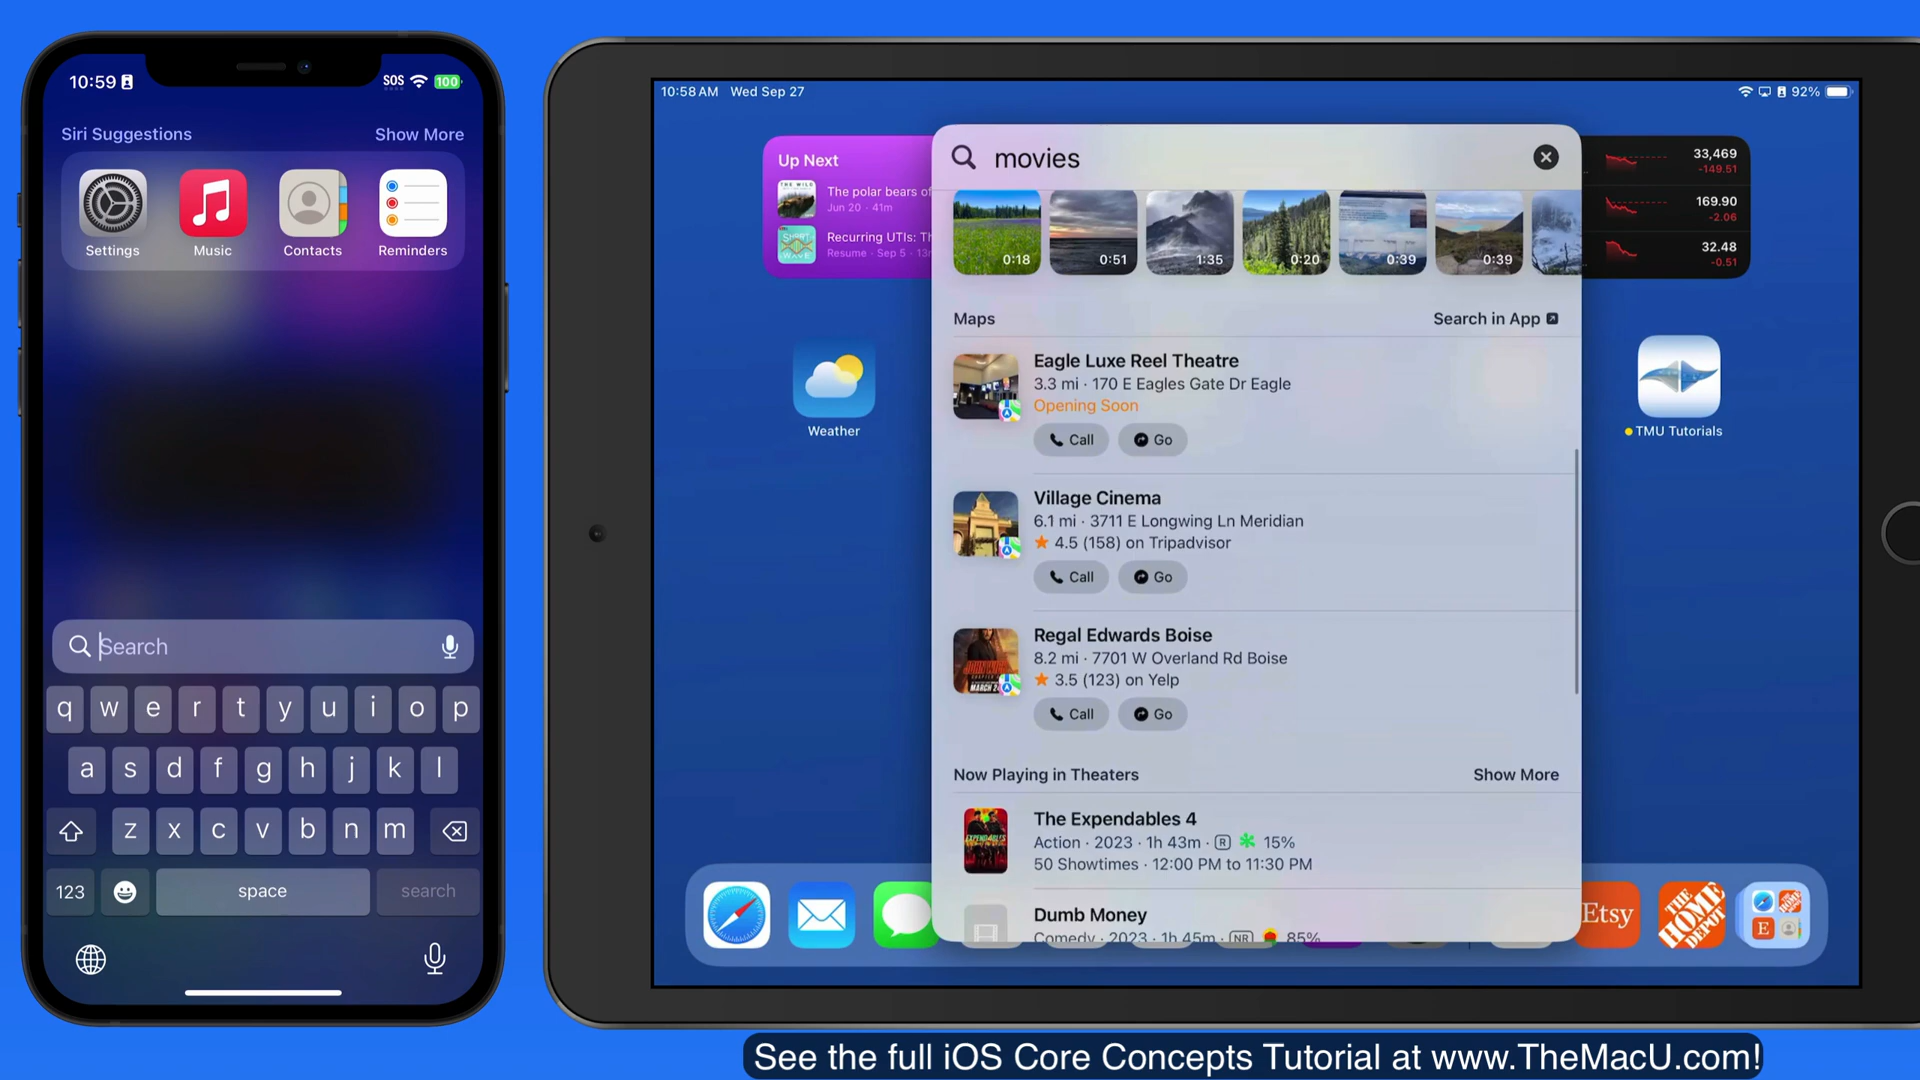 10:59
SOS
100
Siri Suggestions
Show More
Settings
Music
Contacts
Reminders
Search
q w e r t y u i o p
a s d f g h j k l
z x c v b n m
123
space
search
10:58 AM Wed Sep 27
92%
Up Next
The polar bears of
Jun 20 · 41m
Recurring UTIs: Th
Resume · Sep 5 · 13
33,469
-149.51
169.90
-2.06
32.48
-0.51
Weather
TMU Tutorials
movies
0:18
0:51
1:35
0:20
0:39
0:39
Maps
Search in App
Eagle Luxe Reel Theatre
3.3 mi · 170 E Eagles Gate Dr Eagle
Opening Soon
Call
Go
Village Cinema
6.1 mi · 3711 E Longwing Ln Meridian
4.5 (158) on Tripadvisor
Call
Go
Regal Edwards Boise
8.2 mi · 7701 W Overland Rd Boise
3.5 (123) on Yelp
Call
Go
Now Playing in Theaters
Show More
The Expendables 4
Action · 2023 · 1h 43m · R 15%
50 Showtimes · 12:00 PM to 11:30 PM
Dumb Money
Comedy · 2023 · 1h 45m · NR 85%
Etsy
THE HOME DEPOT
E
See the full iOS Core Concepts Tutorial at www.TheMacU.com!